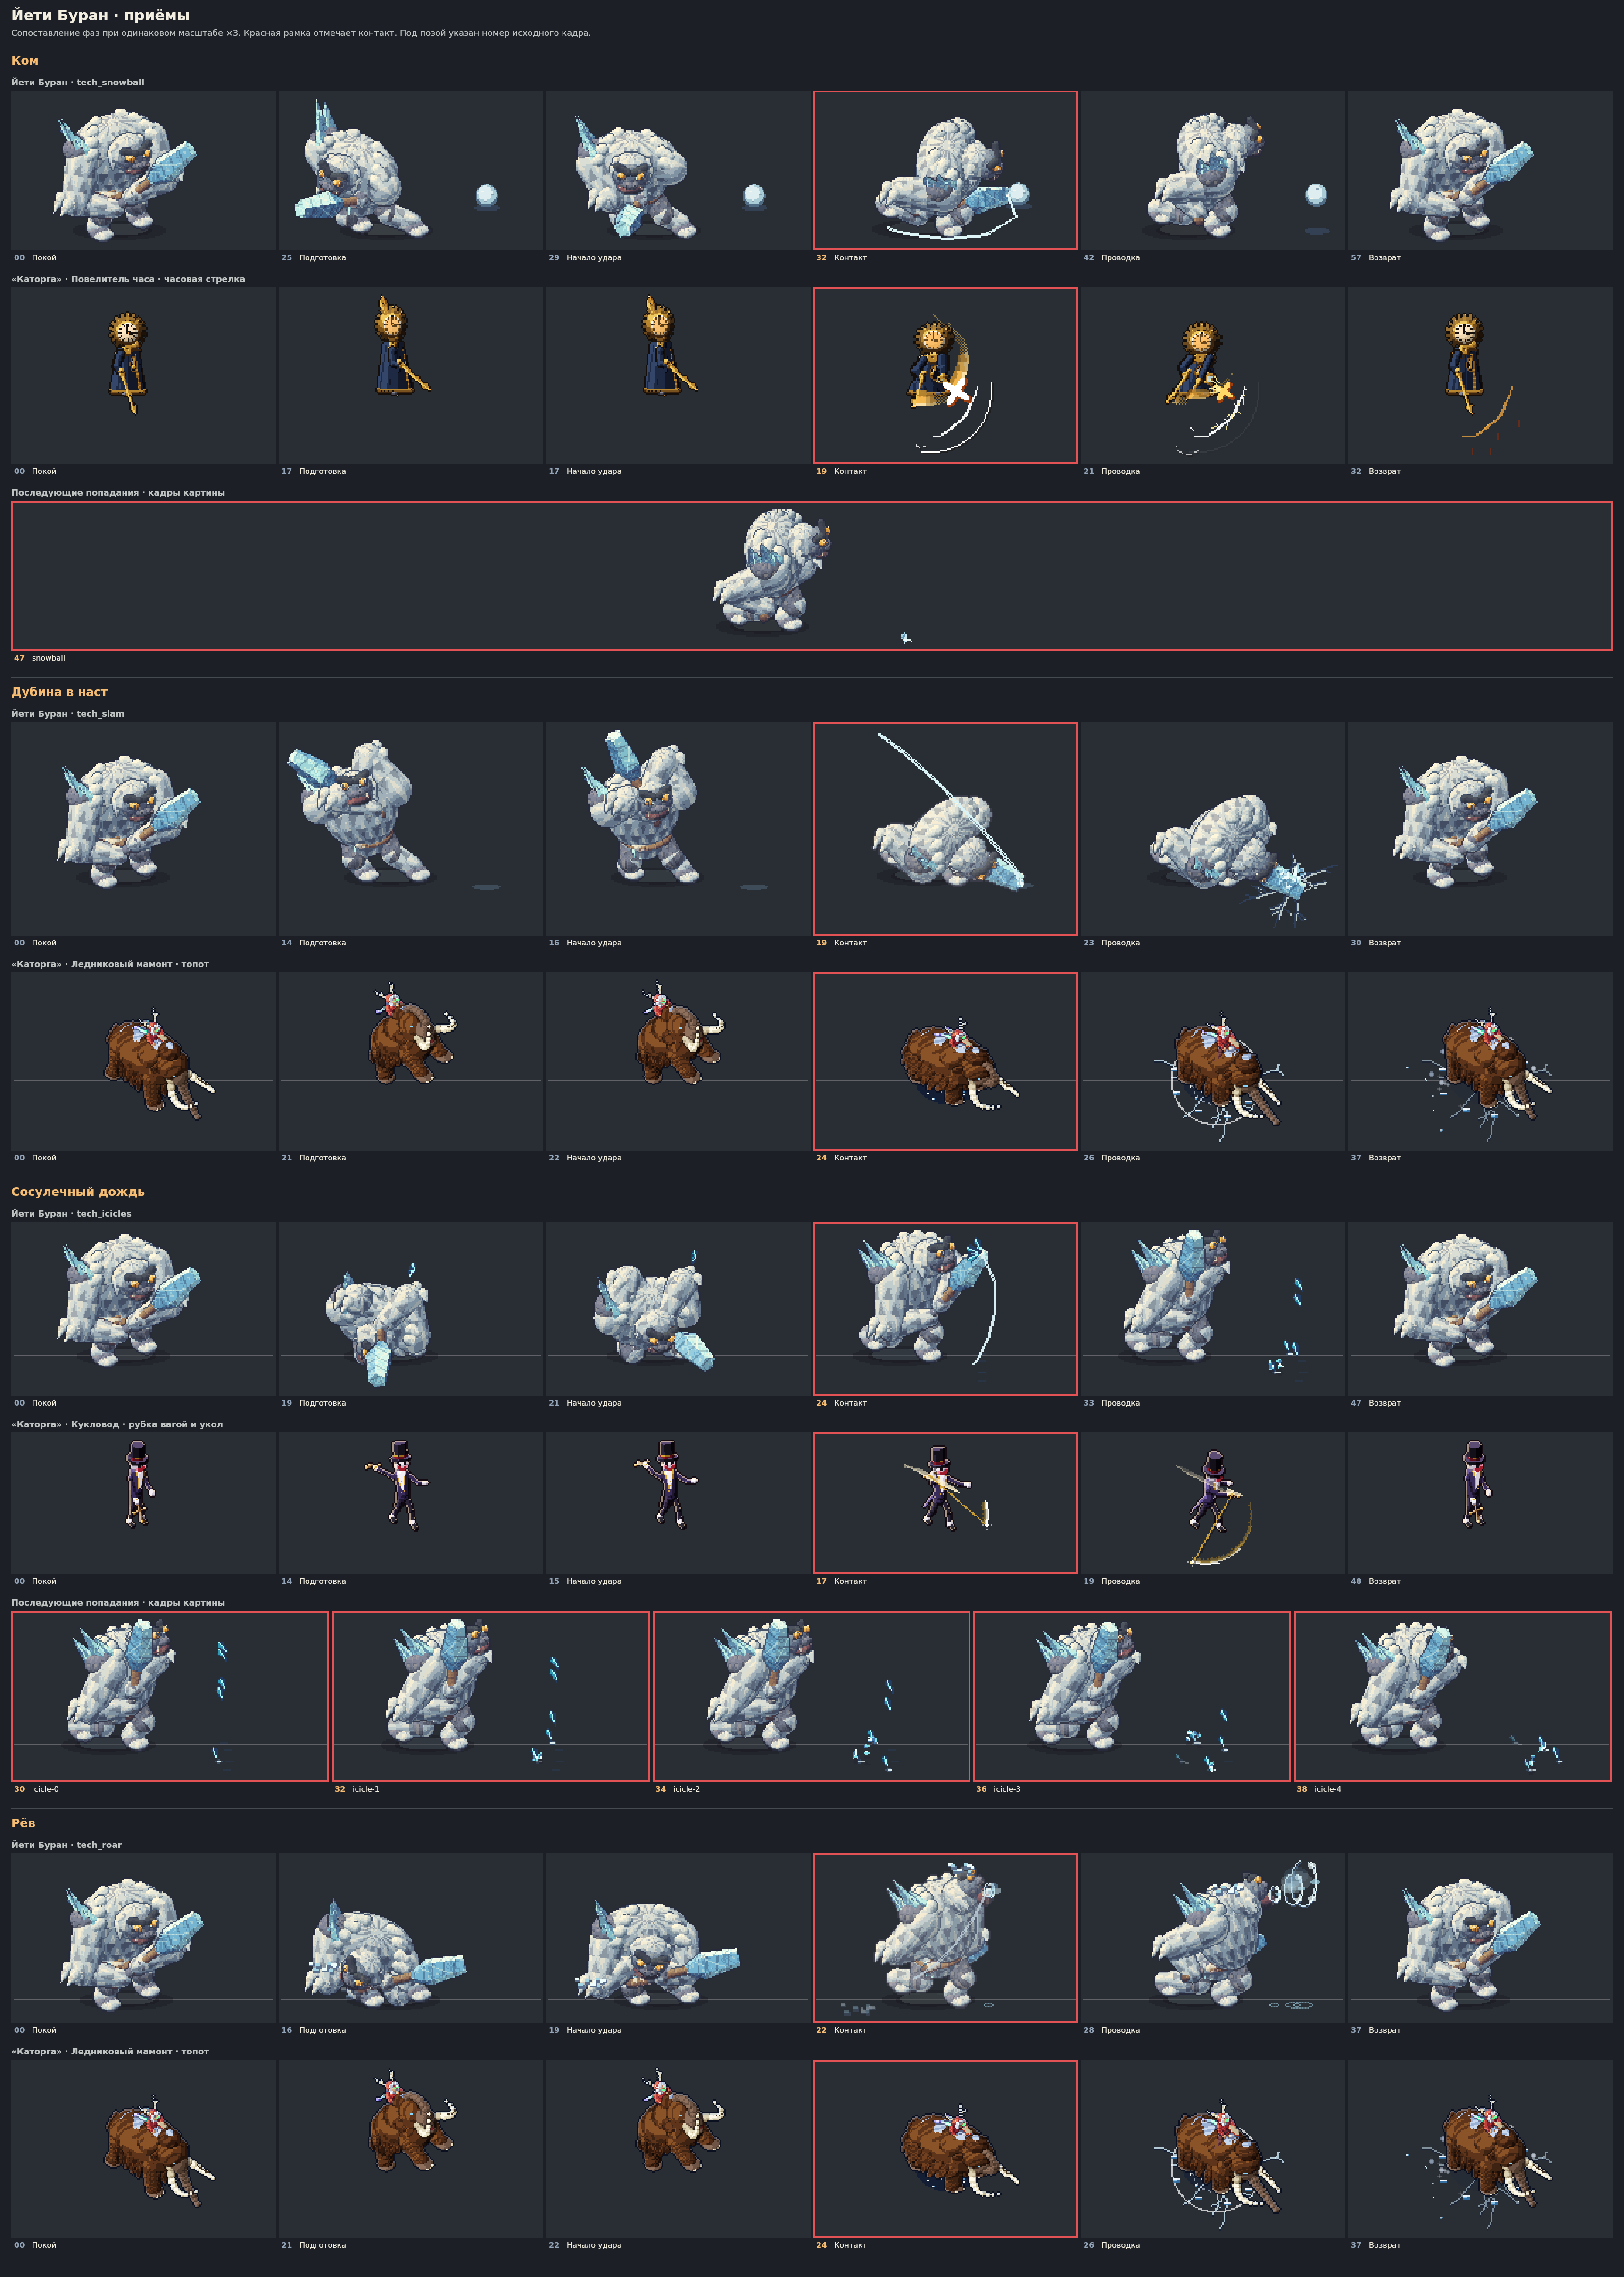 Йети Буран · приёмы
Сопоставление фаз при одинаковом масштабе ×3. Красная рамка отмечает контакт. Под позой указан номер исходного кадра.
Ком
Йети Буран · tech_snowball
00 Покой 25 Подготовка 29 Начало удара 32 Контакт 42 Проводка 57 Возврат
«Каторга» · Повелитель часа · часовая стрелка
00 Покой 17 Подготовка 17 Начало удара 19 Контакт 21 Проводка 32 Возврат
Последующие попадания · кадры картины
47 snowball
Дубина в наст
Йети Буран · tech_slam
00 Покой 14 Подготовка 16 Начало удара 19 Контакт 23 Проводка 30 Возврат
«Каторга» · Ледниковый мамонт · топот
00 Покой 21 Подготовка 22 Начало удара 24 Контакт 26 Проводка 37 Возврат
Сосулечный дождь
Йети Буран · tech_icicles
00 Покой 19 Подготовка 21 Начало удара 24 Контакт 33 Проводка 47 Возврат
«Каторга» · Кукловод · рубка вагой и укол
00 Покой 14 Подготовка 15 Начало удара 17 Контакт 19 Проводка 48 Возврат
Последующие попадания · кадры картины
30 icicle-0 32 icicle-1 34 icicle-2 36 icicle-3 38 icicle-4
Рёв
Йети Буран · tech_roar
00 Покой 16 Подготовка 19 Начало удара 22 Контакт 28 Проводка 37 Возврат
«Каторга» · Ледниковый мамонт · топот
00 Покой 21 Подготовка 22 Начало удара 24 Контакт 26 Проводка 37 Возврат